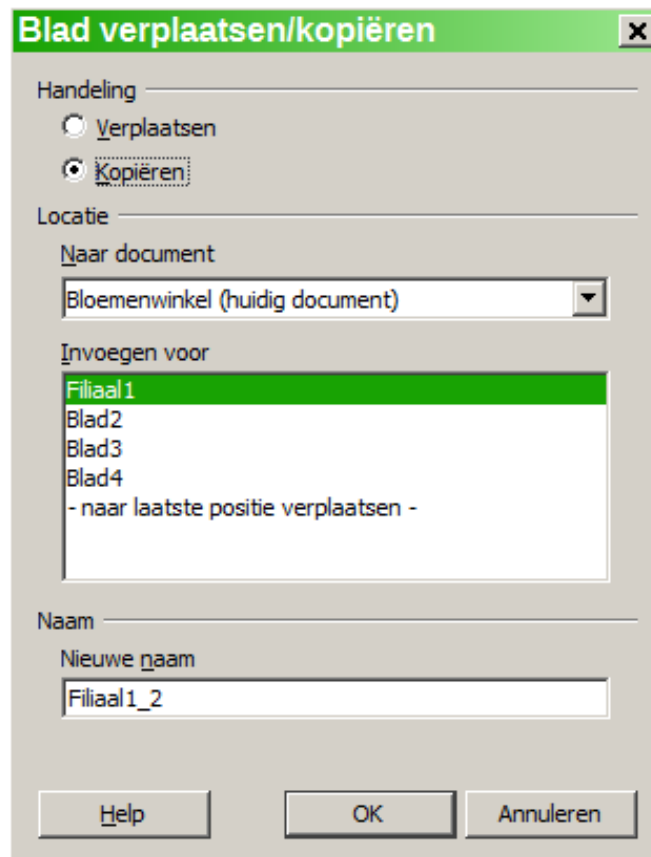 Blad verplaatsen/kopiëren
Handeling
Verplaatsen
Kopiëren
Locatie
Naar document
Bloemenwinkel (huidig document)
Invoegen voor
Filiaal1
Blad2
Blad3
Blad4
- naar laatste positie verplaatsen -
Naam
Nieuwe naam
Filiaal1_2
Help OK Annuleren